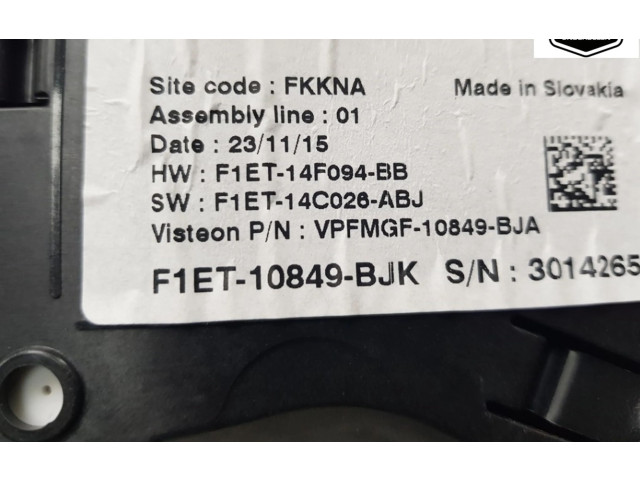 Site code : FKKNA Made in Slovakia
Assembly line : 01
Date : 23/11/15
HW : F1ET-14F094-BB
SW : F1ET-14C026-ABJ
Visteon P/N : VPFMGF-10849-BJA
F1ET-10849-BJK S/N : 3014265